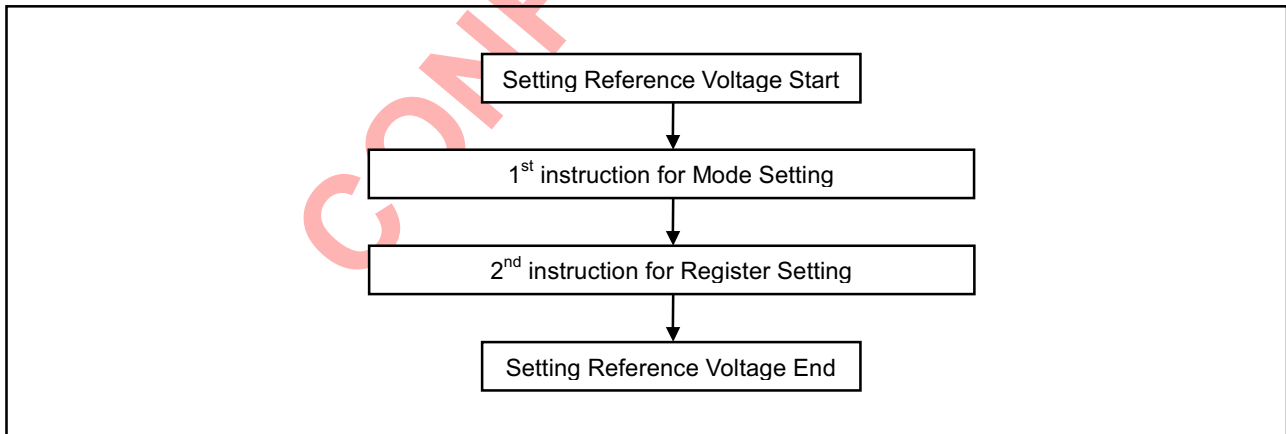 Setting Reference Voltage Start
1st instruction for Mode Setting
2nd instruction for Register Setting
Setting Reference Voltage End